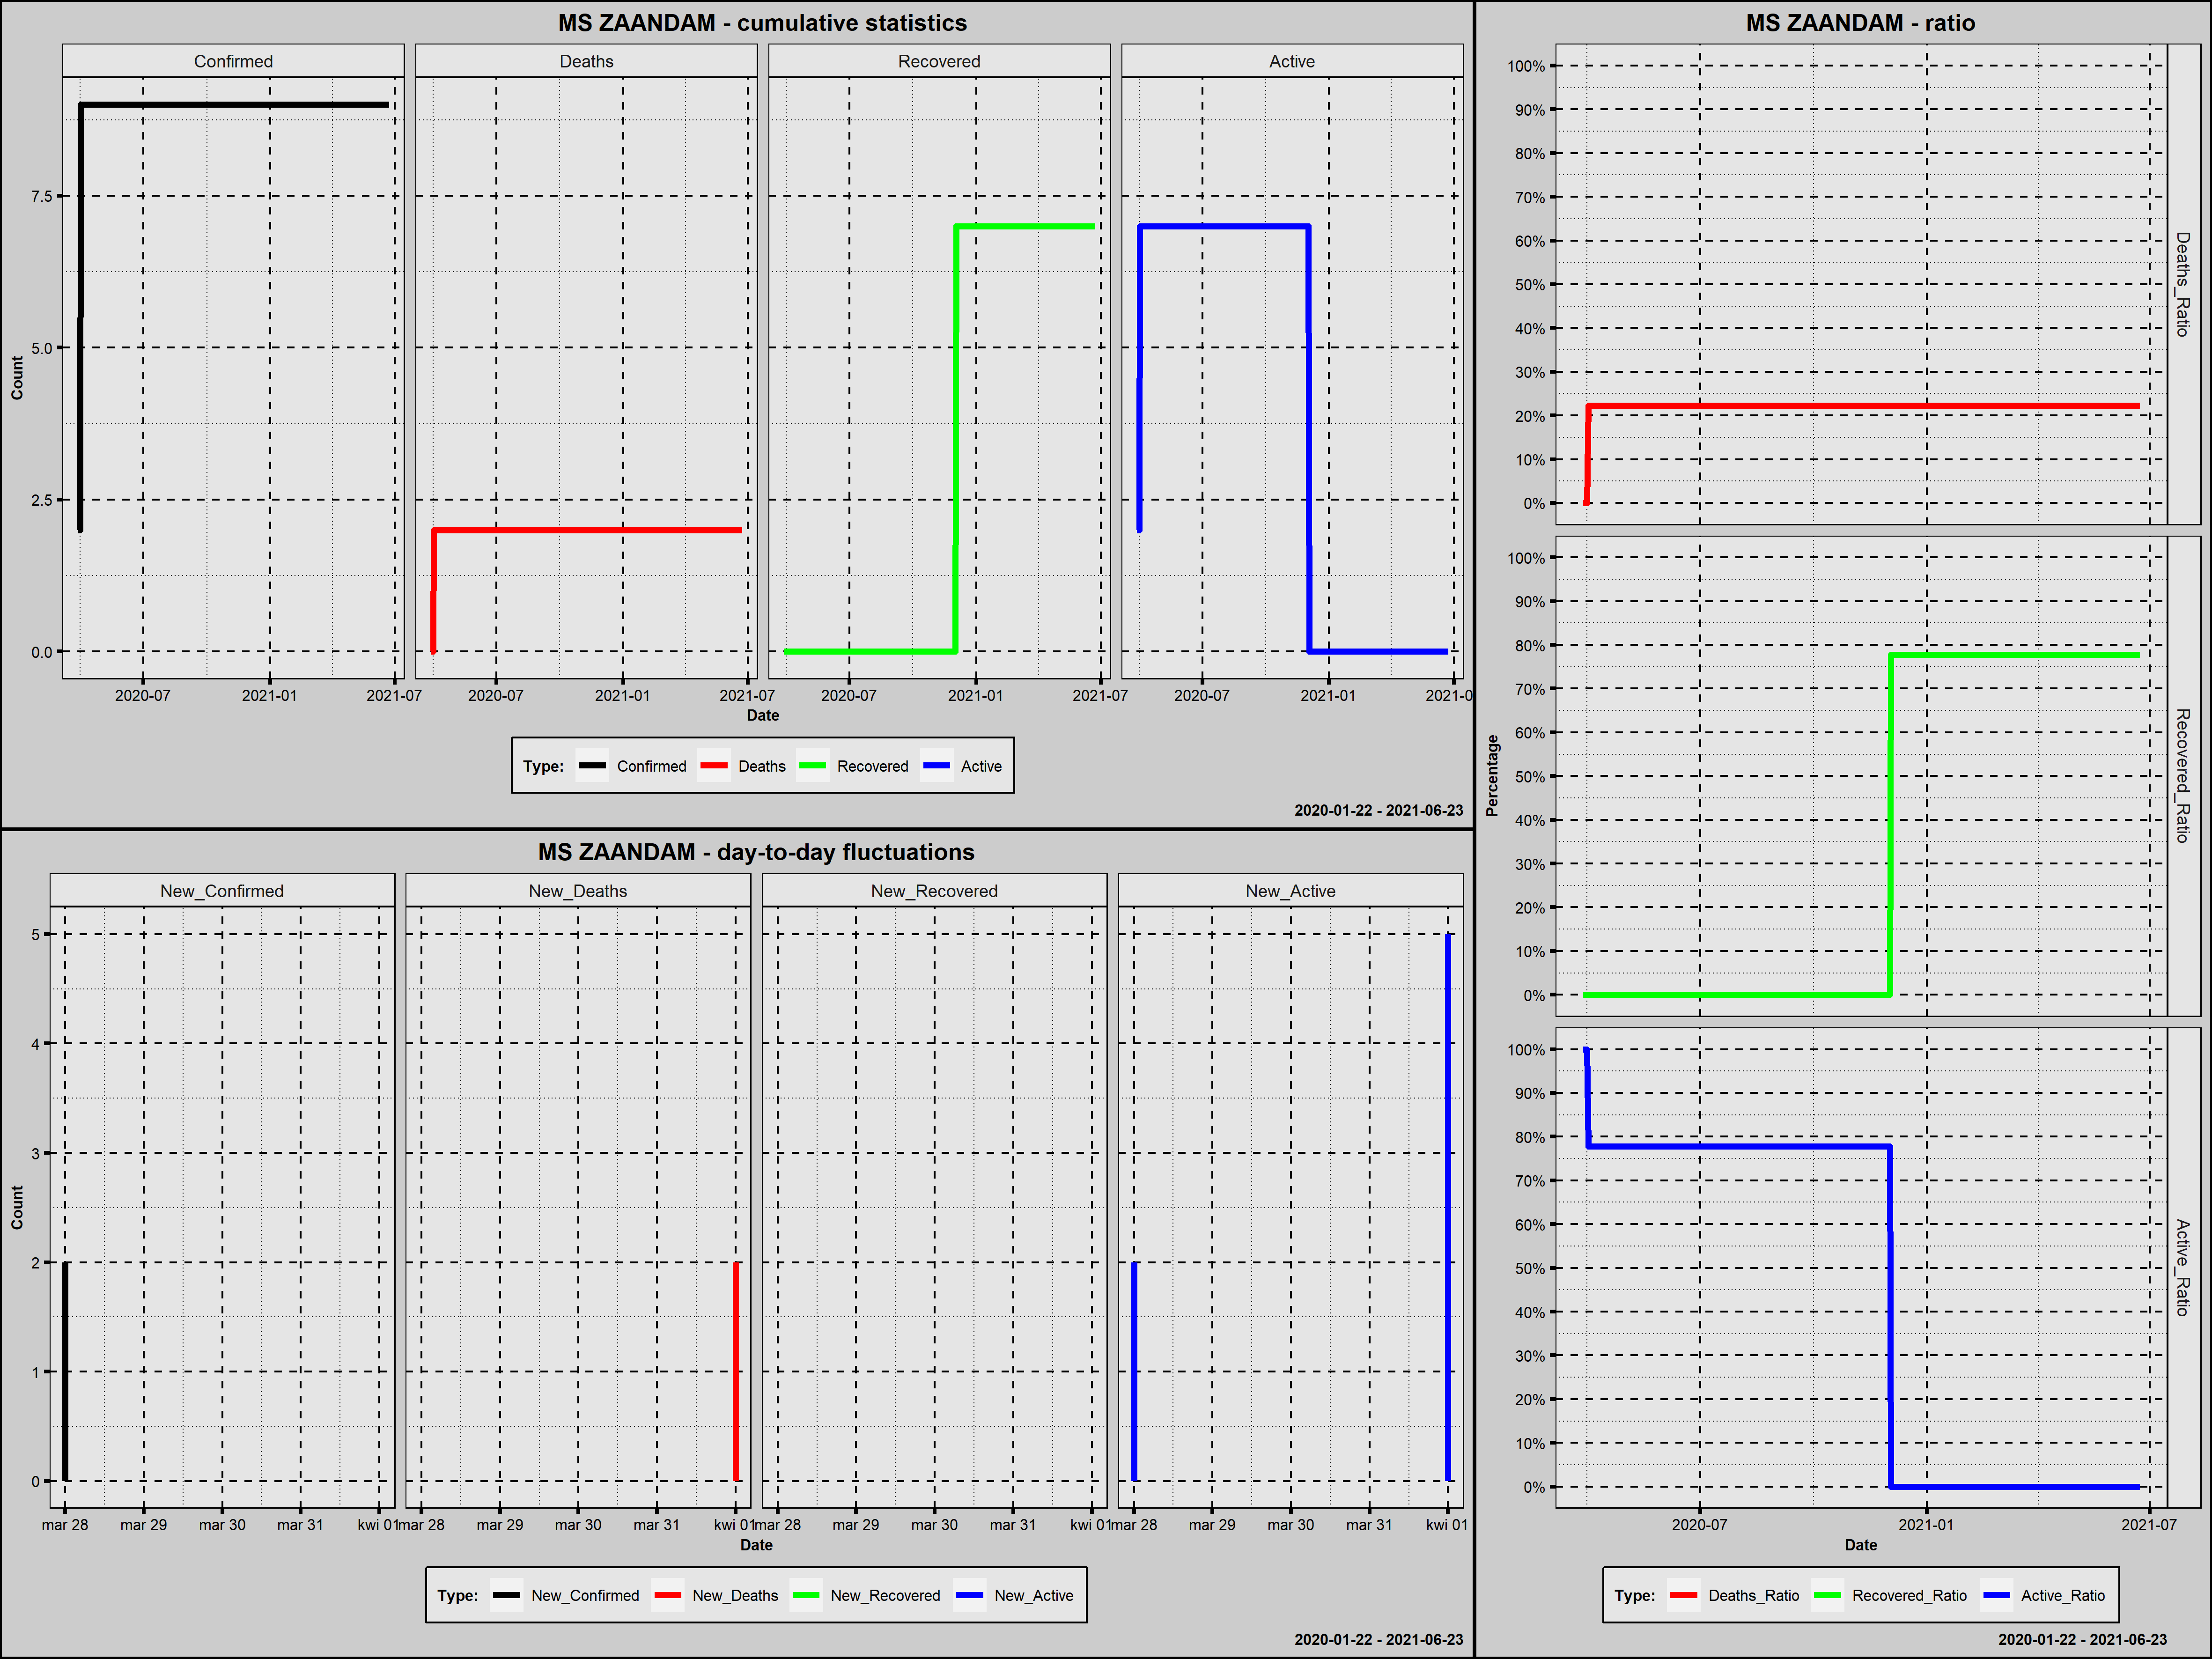 MS ZAANDAM - cumulative statistics
Confirmed Deaths Recovered Active
Count
7.5
5.0
2.5
0.0
2020-07 2021-01 2021-07 2020-07 2021-01 2021-07 2020-07 2021-01 2021-07 2020-07 2021-01 2021-0
Date
Type: Confirmed Deaths Recovered Active
2020-01-22 - 2021-06-23
MS ZAANDAM - day-to-day fluctuations
New_Confirmed New_Deaths New_Recovered New_Active
Count
5
4
3
2
1
0
mar 28 mar 29 mar 30 mar 31 kwi 01 mar 28 mar 29 mar 30 mar 31 kwi 01 mar 28 mar 29 mar 30 mar 31 kwi 01 mar 28 mar 29 mar 30 mar 31 kwi 01
Date
Type: New_Confirmed New_Deaths New_Recovered New_Active
2020-01-22 - 2021-06-23
MS ZAANDAM - ratio
Percentage
100%
90%
80%
70%
60%
50%
40%
30%
20%
10%
0%
Deaths_Ratio
100%
90%
80%
70%
60%
50%
40%
30%
20%
10%
0%
Recovered_Ratio
100%
90%
80%
70%
60%
50%
40%
30%
20%
10%
0%
Active_Ratio
2020-07 2021-01 2021-07
Date
Type: Deaths_Ratio Recovered_Ratio Active_Ratio
2020-01-22 - 2021-06-23